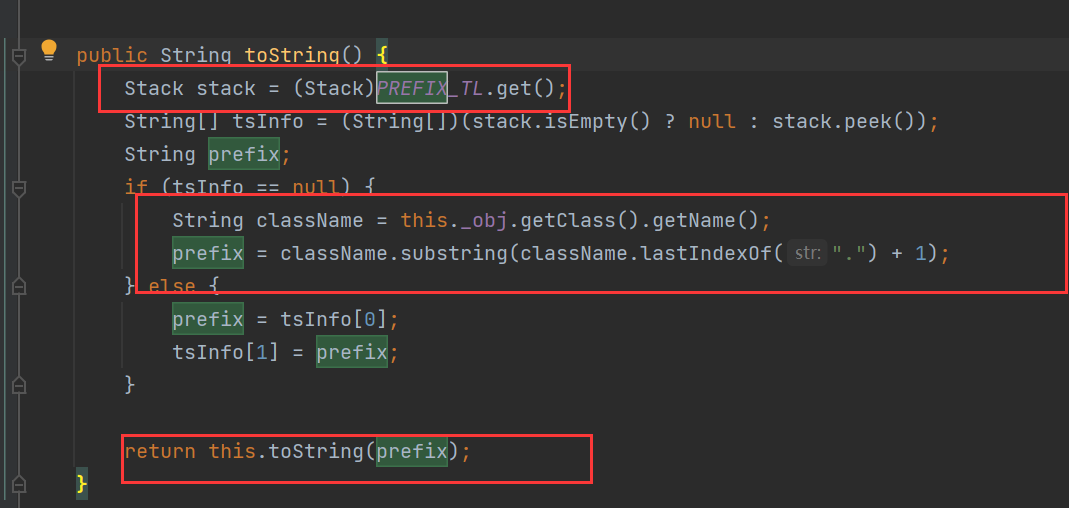 public String toString() {
Stack stack = (Stack)PREFIX_TL.get();
String[] tsInfo = (String[])(stack.isEmpty() ? null : stack.peek());
String prefix;
if (tsInfo == null) {
String className = this._obj.getClass().getName();
prefix = className.substring(className.lastIndexOf( str: ".") + 1);
} else {
prefix = tsInfo[0];
tsInfo[1] = prefix;
}
return this.toString(prefix);
}